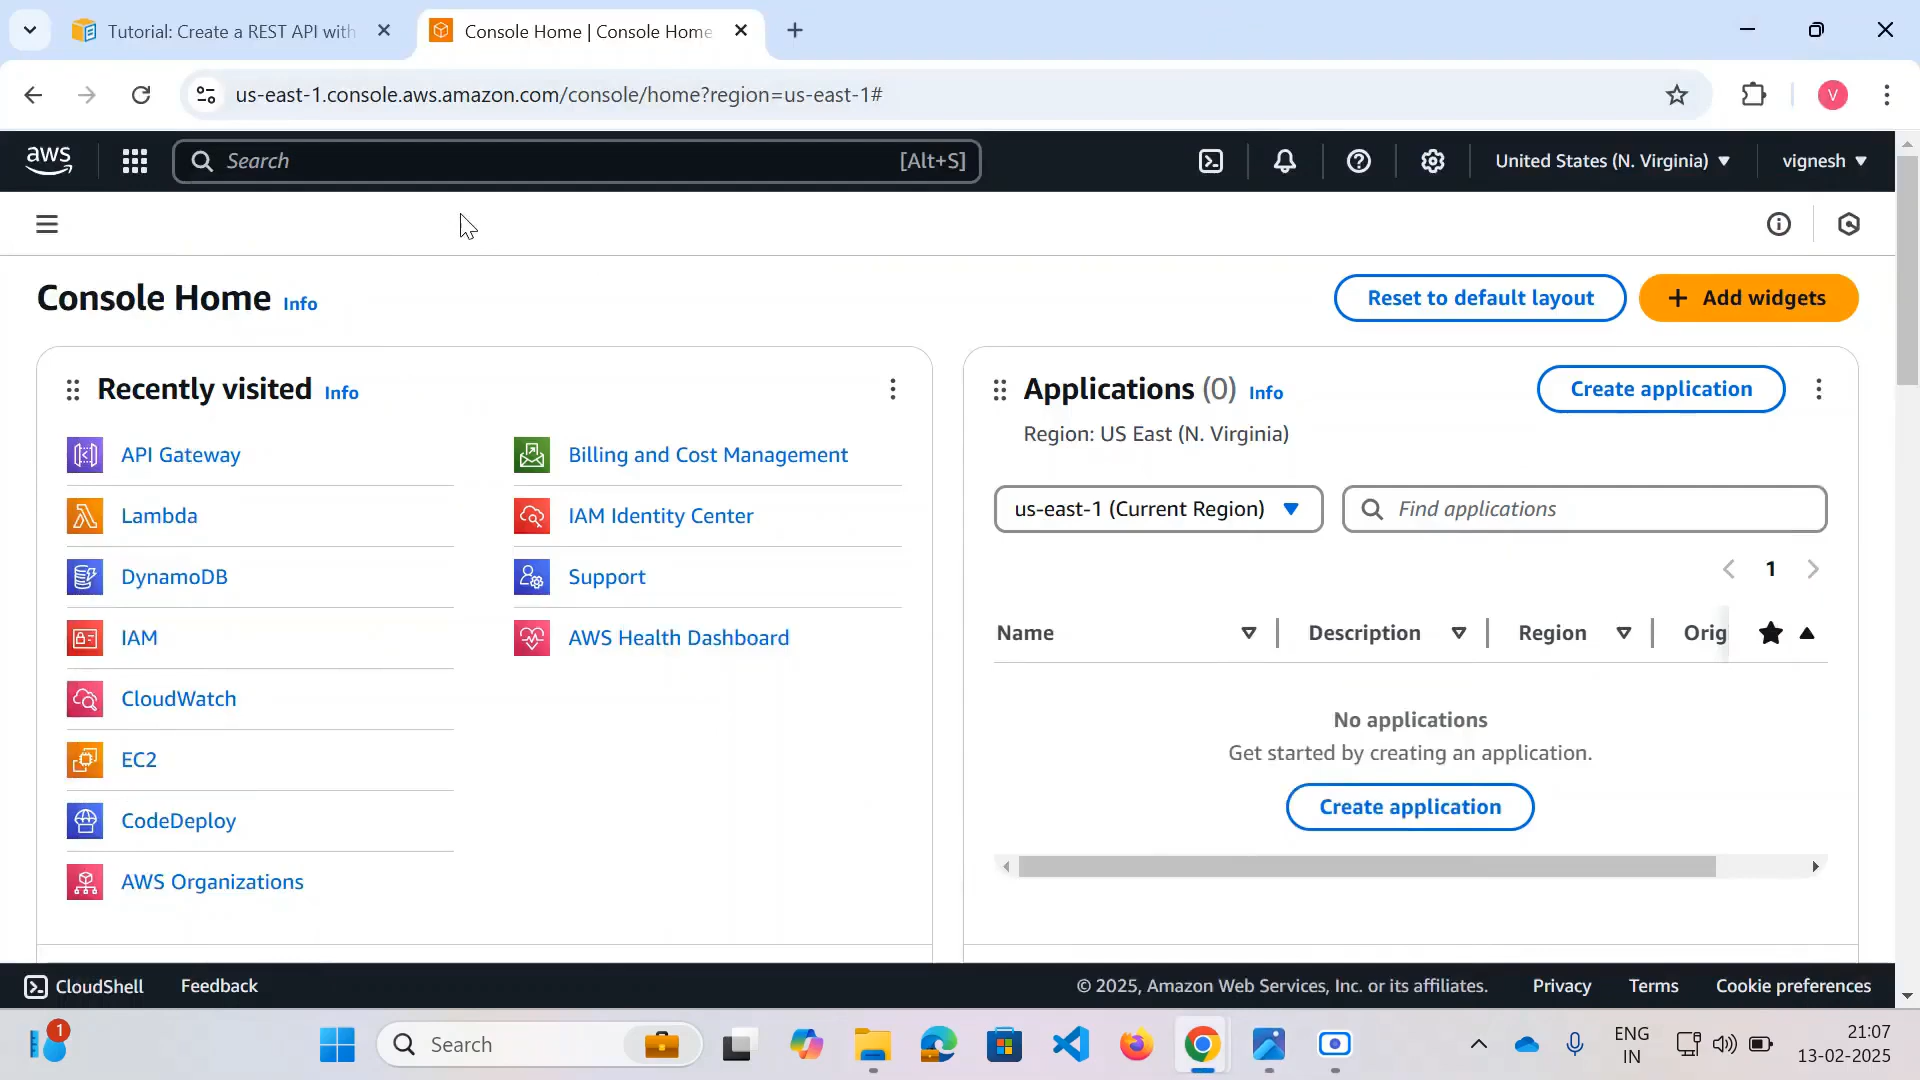 Tutorial: Create a REST API with
Console Home | Console Home
us-east-1.console.aws.amazon.com/console/home?region=us-east-1#
V
aws
Search
[Alt+S]
United States (N. Virginia)
vignesh
Console Home Info
Reset to default layout
+ Add widgets
Recently visited Info
API Gateway
Lambda
DynamoDB
IAM
CloudWatch
EC2
CodeDeploy
AWS Organizations
Billing and Cost Management
IAM Identity Center
Support
AWS Health Dashboard
Applications (0) Info
Create application
Region: US East (N. Virginia)
us-east-1 (Current Region)
Find applications
1
Name
Description
Region
Orig
No applications
Get started by creating an application.
Create application
CloudShell
Feedback
© 2025, Amazon Web Services, Inc. or its affiliates.
Privacy
Terms
Cookie preferences
1
Search
ENG
IN
21:07
13-02-2025